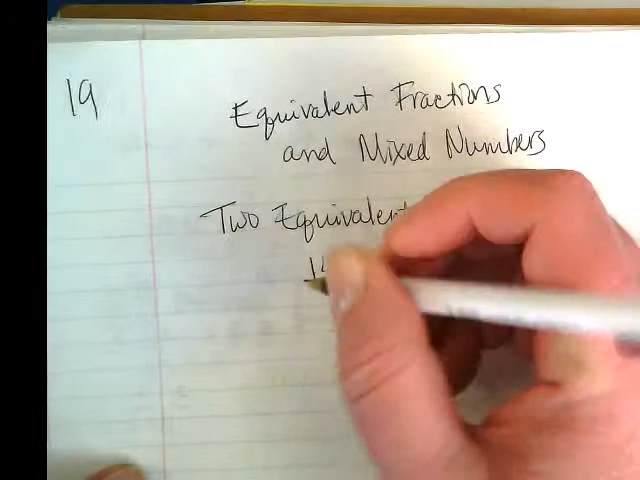 19
Equivalent Fractions
and Mixed Numbers
Two Equivalent